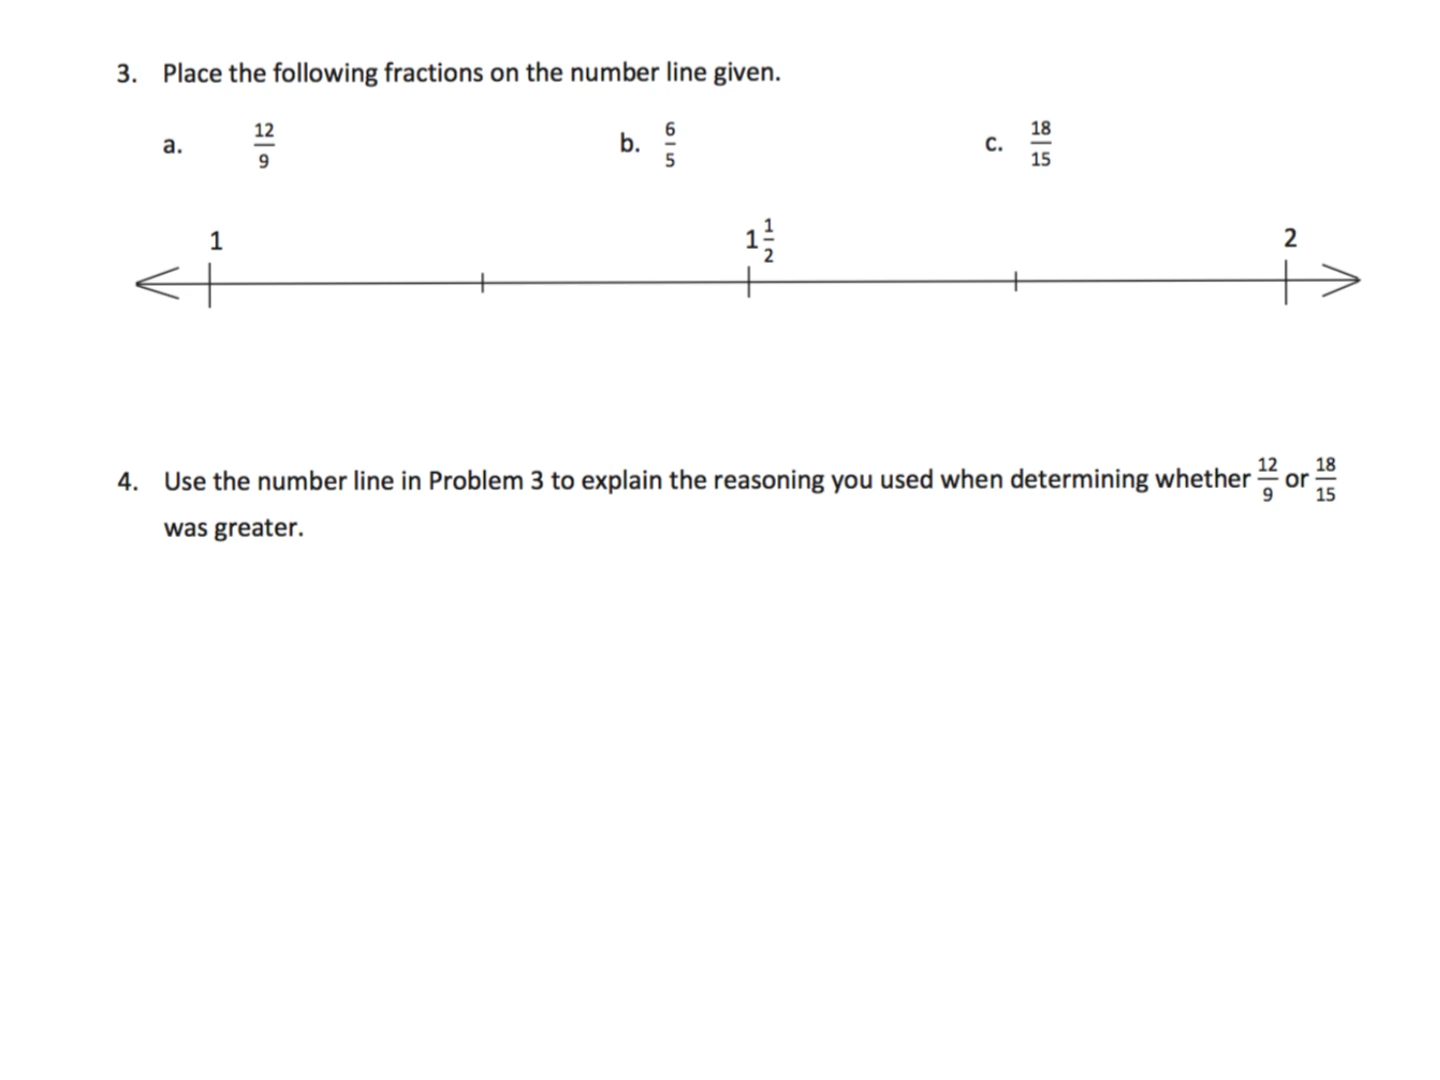 3. Place the following fractions on the number line given.
a. 12/9 b. 6/5 c. 18/15
1 1 1/2 2
4. Use the number line in Problem 3 to explain the reasoning you used when determining whether 12/9 or 18/15
was greater.